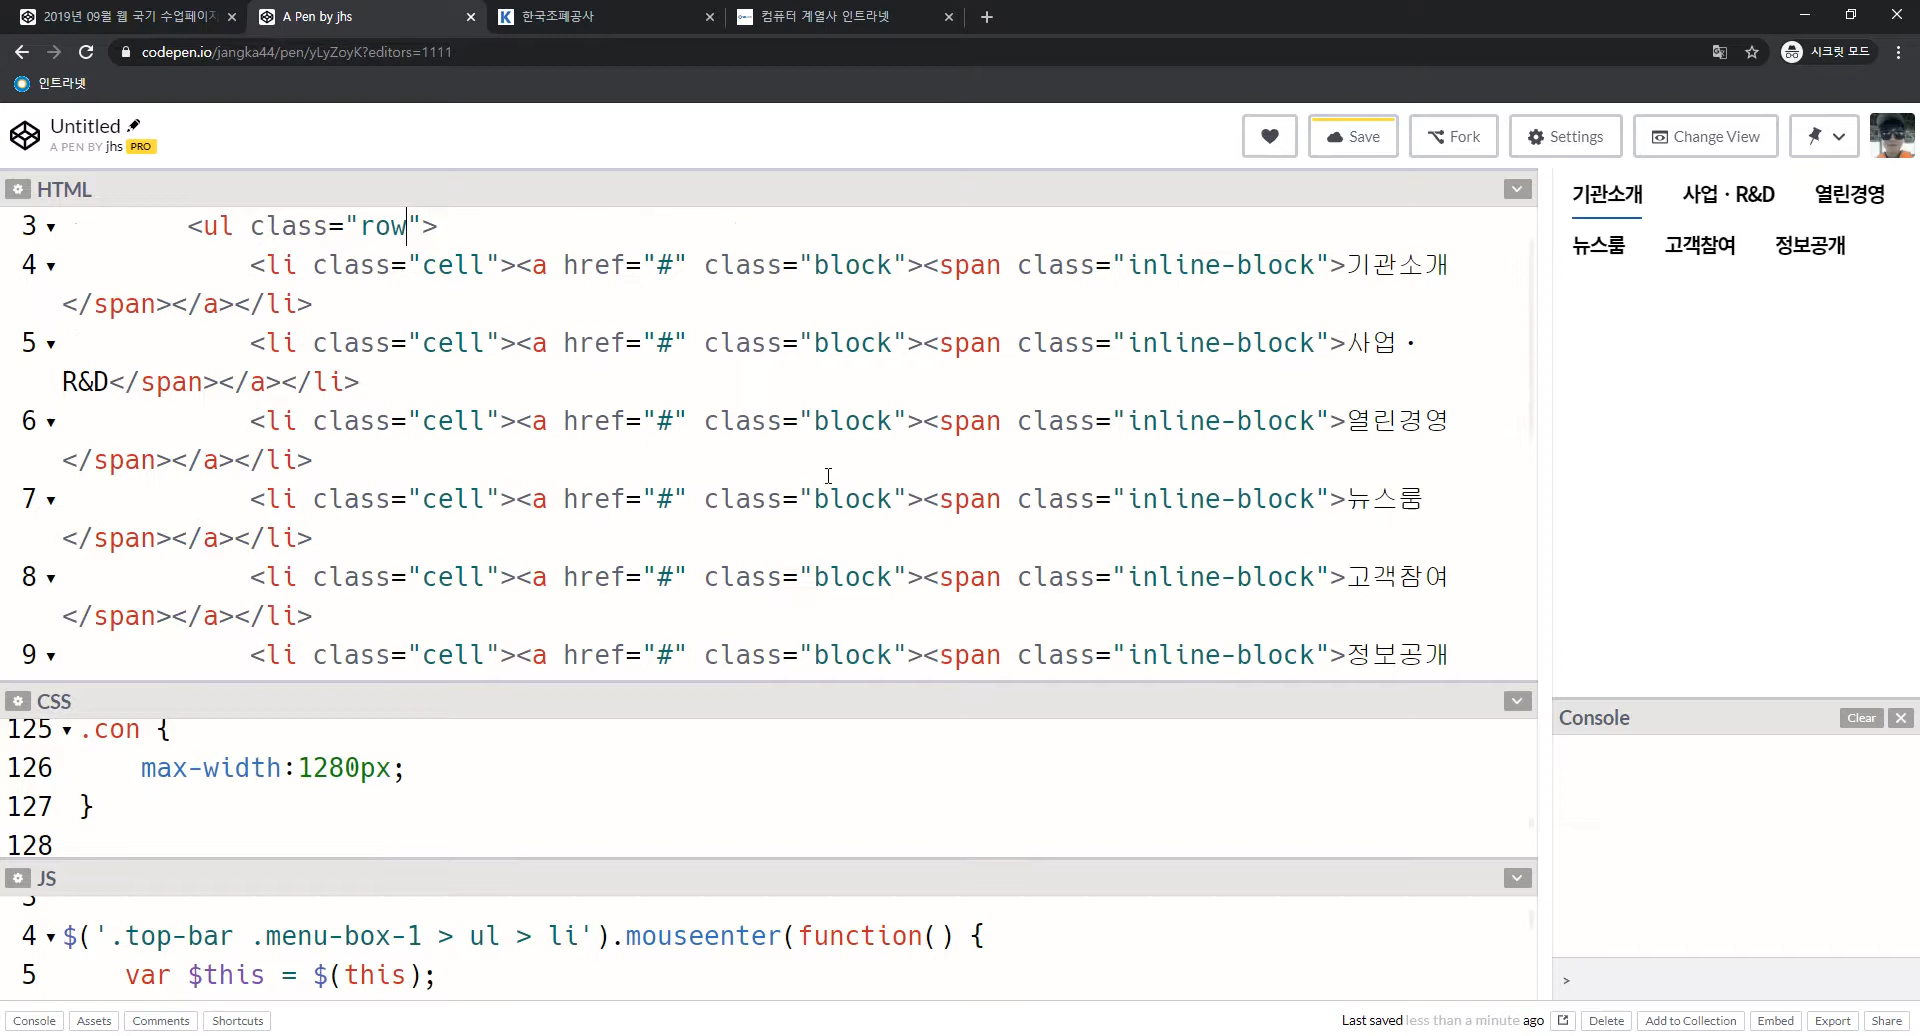 2019년 09월 웹 국기 수업페이지
A Pen by jhs
한국조폐공사
컴퓨터 계열사 인트라넷
codepen.io/jangka44/pen/yLyZoyK?editors=1111
시크릿 모드
인트라넷
Untitled
A PEN BY jhs PRO
Save
Fork
Settings
Change View
HTML
3 <ul class="row">
4 <li class="cell"><a href="#" class="block"><span class="inline-block">기관소개
</span></a></li>
5 <li class="cell"><a href="#" class="block"><span class="inline-block">사업 ·
R&D</span></a></li>
6 <li class="cell"><a href="#" class="block"><span class="inline-block">열린경영
</span></a></li>
7 <li class="cell"><a href="#" class="block"><span class="inline-block">뉴스룸
</span></a></li>
8 <li class="cell"><a href="#" class="block"><span class="inline-block">고객참여
</span></a></li>
9 <li class="cell"><a href="#" class="block"><span class="inline-block">정보공개
기관소개 사업 · R&D 열린경영
뉴스룸 고객참여 정보공개
CSS
125 .con {
126 max-width:1280px;
127 }
128
JS
4 $('.top-bar .menu-box-1 > ul > li').mouseenter(function() {
5 var $this = $(this);
Console
Clear
>
Console
Assets
Comments
Shortcuts
Last saved less than a minute ago
Delete
Add to Collection
Embed
Export
Share